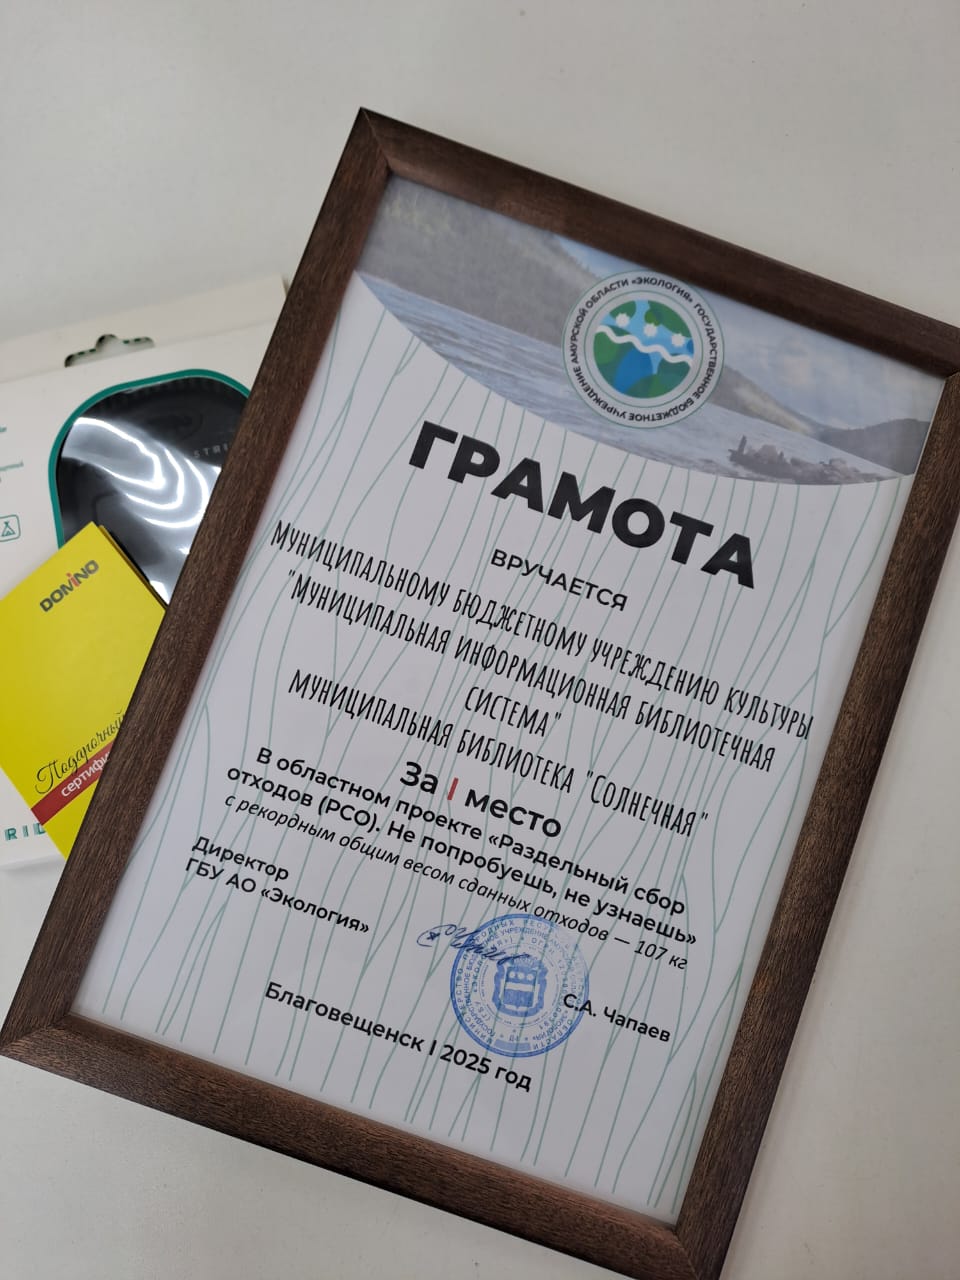 ГОСУДАРСТВЕННОЕ БЮДЖЕТНОЕ УЧРЕЖДЕНИЕ АМУРСКОЙ ОБЛАСТИ «ЭКОЛОГИЯ»
ГРАМОТА
ВРУЧАЕТСЯ
МУНИЦИПАЛЬНОМУ БЮДЖЕТНОМУ УЧРЕЖДЕНИЮ КУЛЬТУРЫ
"МУНИЦИПАЛЬНАЯ ИНФОРМАЦИОННАЯ БИБЛИОТЕЧНАЯ
СИСТЕМА"
МУНИЦИПАЛЬНАЯ БИБЛИОТЕКА "СОЛНЕЧНАЯ"
За I место
В областном проекте «Раздельный сбор
отходов (РСО). Не попробуешь, не узнаешь»
с рекордным общим весом сданных отходов — 107 кг
Директор
ГБУ АО «Экология»
С.А. Чапаев
Благовещенск I 2025 год
DOMINO
Подарочный